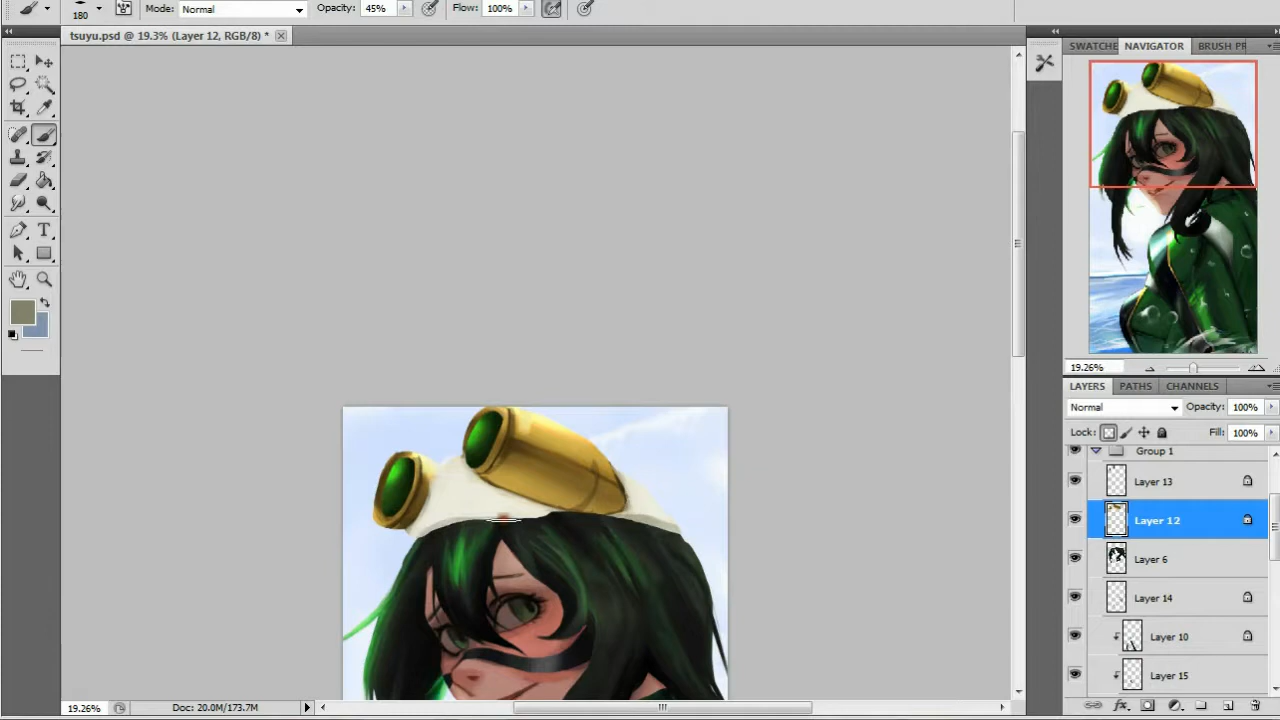 180 Mode: Normal Opacity: 45% Flow: 100%
tsuyu.psd @ 19.3% (Layer 12, RGB/8) *
SWATCHE NAVIGATOR BRUSH PR
19.26%
LAYERS PATHS CHANNELS
Normal Opacity: 100%
Lock: Fill: 100%
Group 1
Layer 13
Layer 12
Layer 6
Layer 14
Layer 10
Layer 15
19.26% Doc: 20.0M/173.7M